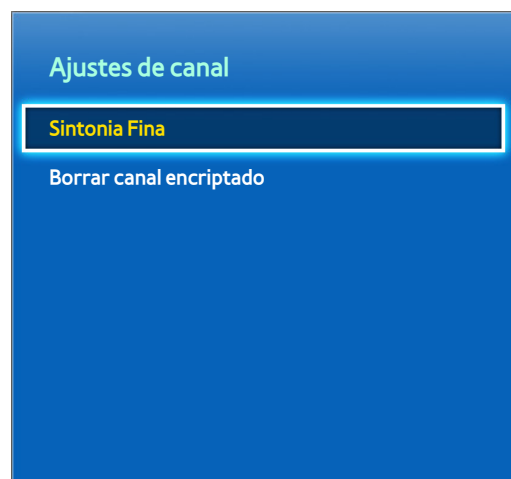 Ajustes de canal
Sintonia Fina
Borrar canal encriptado